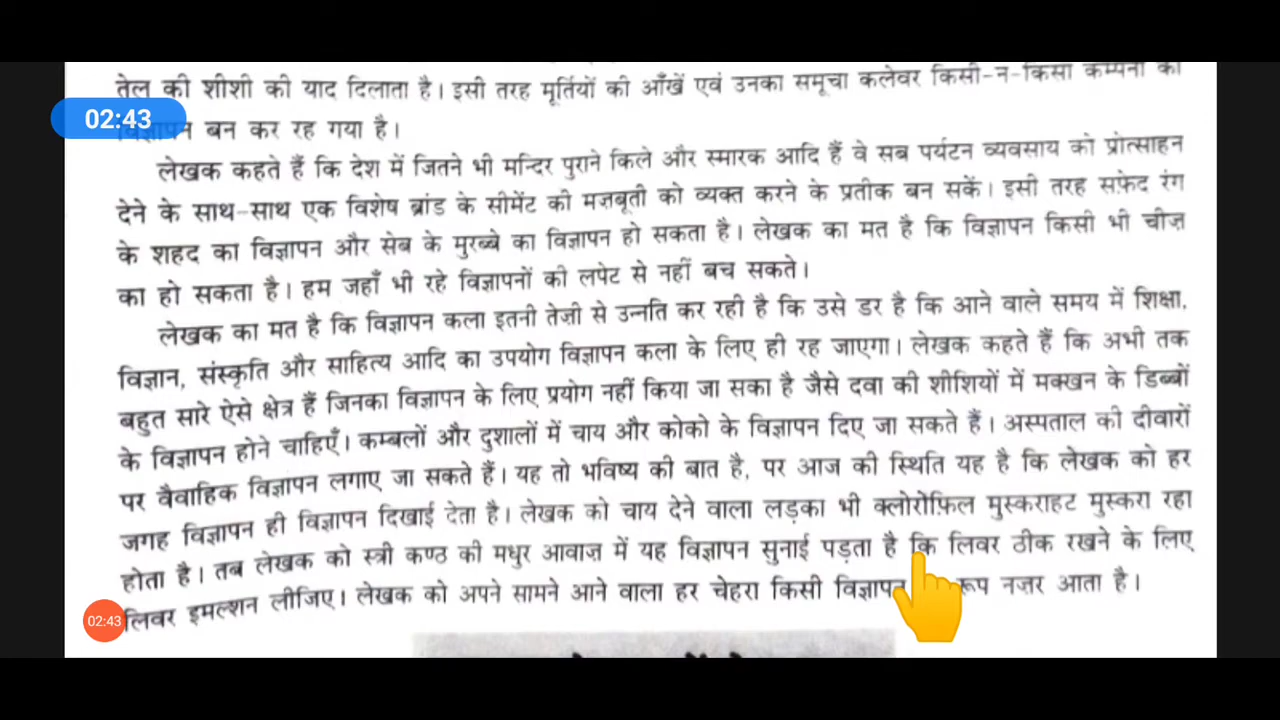 तेल की शीशी की याद दिलाता है। इसी तरह मूर्तियों की आँखें एवं उनका समूचा कलेवर किसी-न-किसी कम्पनी का
02:43
विज्ञापन बन कर रह गया है।
लेखक कहते हैं कि देश में जितने भी मन्दिर पुराने किले और स्मारक आदि हैं वे सब पर्यटन व्यवसाय को प्रोत्साहन
देने के साथ-साथ एक विशेष ब्रांड के सीमेंट की मज़बूती को व्यक्त करने के प्रतीक बन सकें। इसी तरह सफ़ेद रंग
के शहद का विज्ञापन और सेब के मुरब्बे का विज्ञापन हो सकता है। लेखक का मत है कि विज्ञापन किसी भी चीज़
का हो सकता है। हम जहाँ भी रहे विज्ञापनों की लपेट से नहीं बच सकते।
लेखक का मत है कि विज्ञापन कला इतनी तेज़ी से उन्नति कर रही है कि उसे डर है कि आने वाले समय में शिक्षा,
विज्ञान, संस्कृति और साहित्य आदि का उपयोग विज्ञापन कला के लिए ही रह जाएगा। लेखक कहते हैं कि अभी तक
बहुत सारे ऐसे क्षेत्र हैं जिनका विज्ञापन के लिए प्रयोग नहीं किया जा सका है जैसे दवा की शीशियों में मक्खन के डिब्बों
के विज्ञापन होने चाहिएँ। कम्बलों और दुशालों में चाय और कोको के विज्ञापन दिए जा सकते हैं। अस्पताल की दीवारों
पर वैवाहिक विज्ञापन लगाए जा सकते हैं। यह तो भविष्य की बात है, पर आज की स्थिति यह है कि लेखक को हर
जगह विज्ञापन ही विज्ञापन दिखाई देता है। लेखक को चाय देने वाला लड़का भी क्लोरोफ़िल मुस्कराहट मुस्करा रहा
होता है। तब लेखक को स्त्री कण्ठ की मधुर आवाज़ में यह विज्ञापन सुनाई पड़ता है कि लिवर ठीक रखने के लिए
02:43
लिवर इमल्शन लीजिए। लेखक को अपने सामने आने वाला हर चेहरा किसी विज्ञापन रूप नज़र आता है।